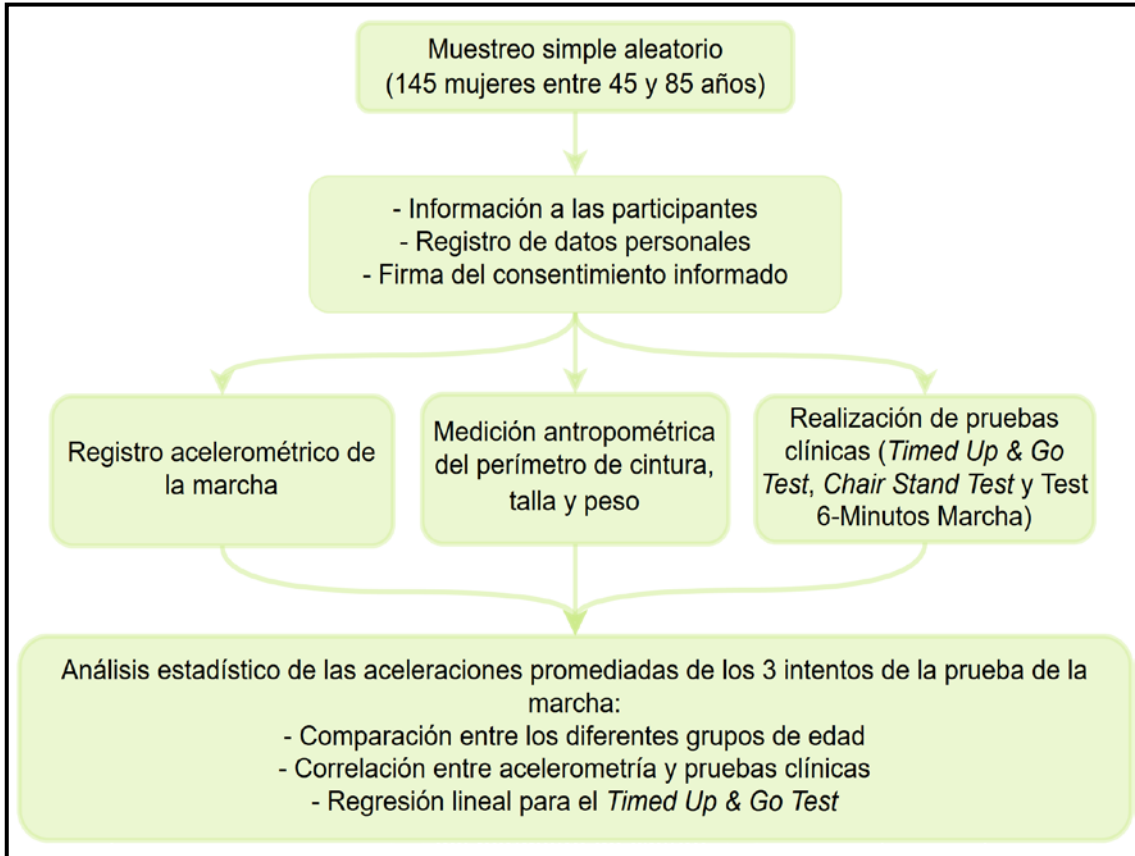 Muestreo simple aleatorio
(145 mujeres entre 45 y 85 años)
- Información a las participantes
- Registro de datos personales
- Firma del consentimiento informado
Registro acelerométrico de
la marcha
Medición antropométrica
del perímetro de cintura,
talla y peso
Realización de pruebas
clínicas (Timed Up & Go
Test, Chair Stand Test y Test
6-Minutos Marcha)
Análisis estadístico de las aceleraciones promediadas de los 3 intentos de la prueba de la
marcha:
- Comparación entre los diferentes grupos de edad
- Correlación entre acelerometría y pruebas clínicas
- Regresión lineal para el Timed Up & Go Test